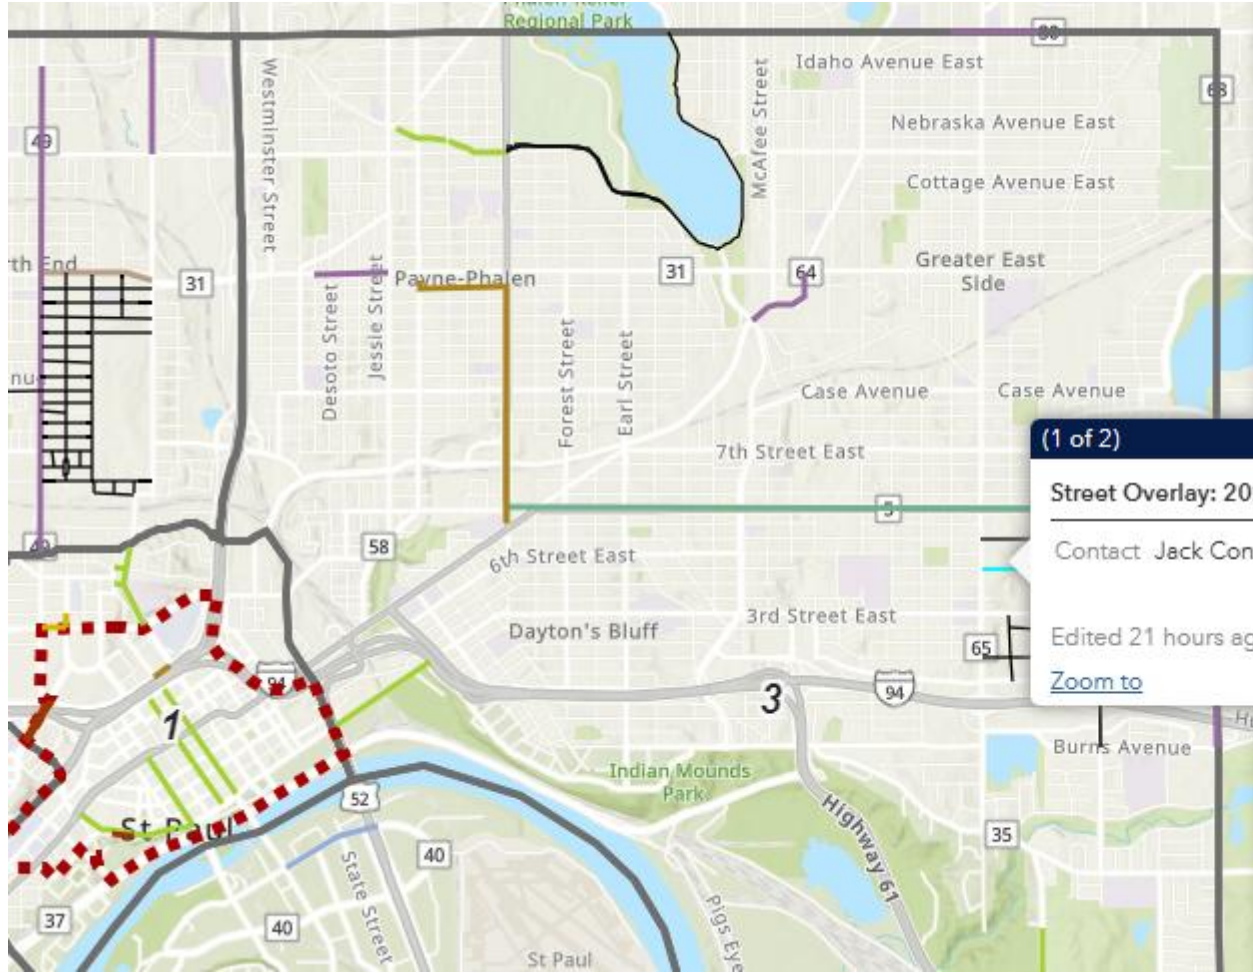 Regional Park
Idaho Avenue East
68
Westminster Street
McAfee Street
49
Nebraska Avenue East
Cottage Avenue East
rth End
31
Payne-Phalen
31
64
Greater East
Side
Desoto Street
Jessie Street
Forest Street
Earl Street
Case Avenue
Case Avenue
7th Street East
(1 of 2)
Street Overlay: 20
5
58
6th Street East
Contact Jack Con
3rd Street East
Dayton's Bluff
65
Edited 21 hours ag
94
Zoom to
94
3
1
Burns Avenue
Indian Mounds
Park
52
St Paul
Highway 61
35
40
State Street
37
40
Pigs Eye
St Paul